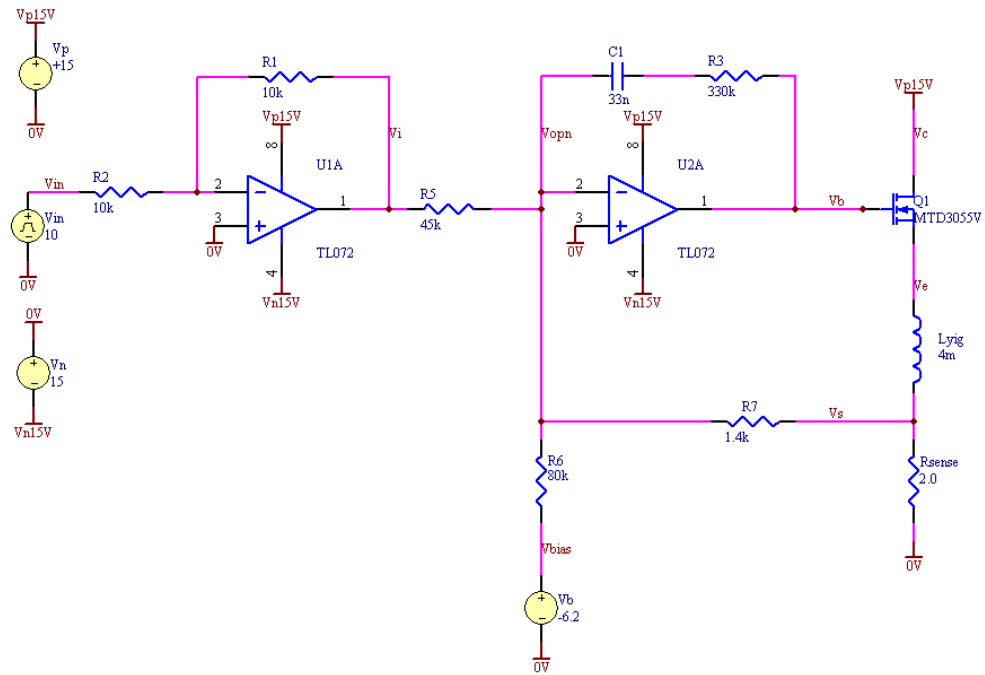 Vp15V
Vp
+15
0V
R1
10k
Vp15V
8
Vi
U1A
Vin
R2
10k
2
3
1
0V
4
TL072
Vn15V
Vin
10
0V
0V
Vn
15
Vn15V
R5
45k
C1
33n
R3
330k
Vp15V
Vopn
8
U2A
2
3
1
0V
4
TL072
Vn15V
Vb
Vp15V
Vc
Q1
MTD3055V
Ve
Lyig
4m
R7
1.4k
Vs
Rsense
2.0
0V
R6
80k
Vbias
Vb
-6.2
0V